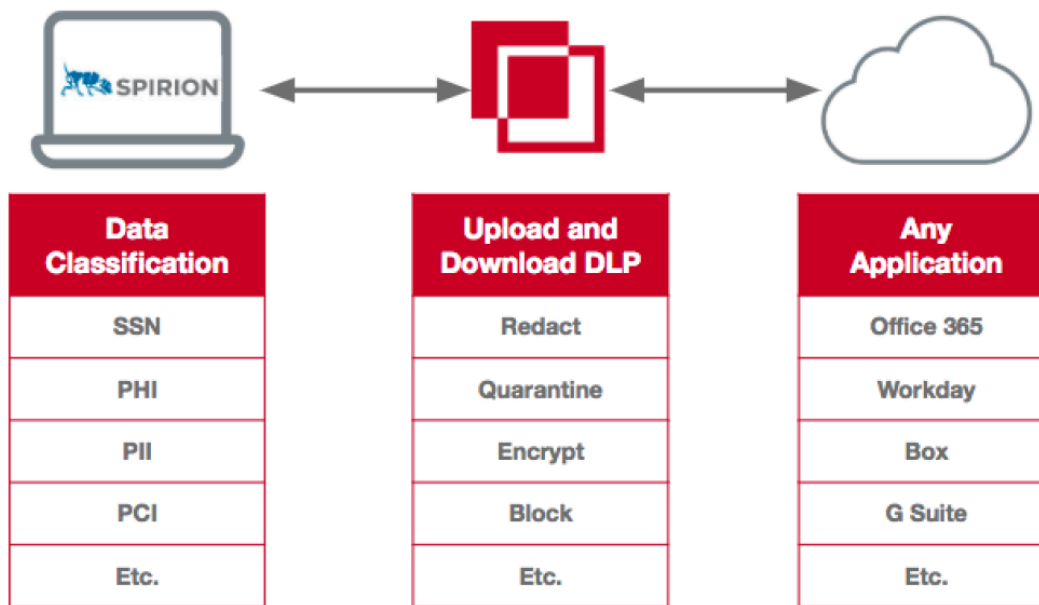 SPIRION
Data
Classification
SSN
PHI
PII
PCI
Etc.
Upload and
Download DLP
Redact
Quarantine
Encrypt
Block
Etc.
Any
Application
Office 365
Workday
Box
G Suite
Etc.